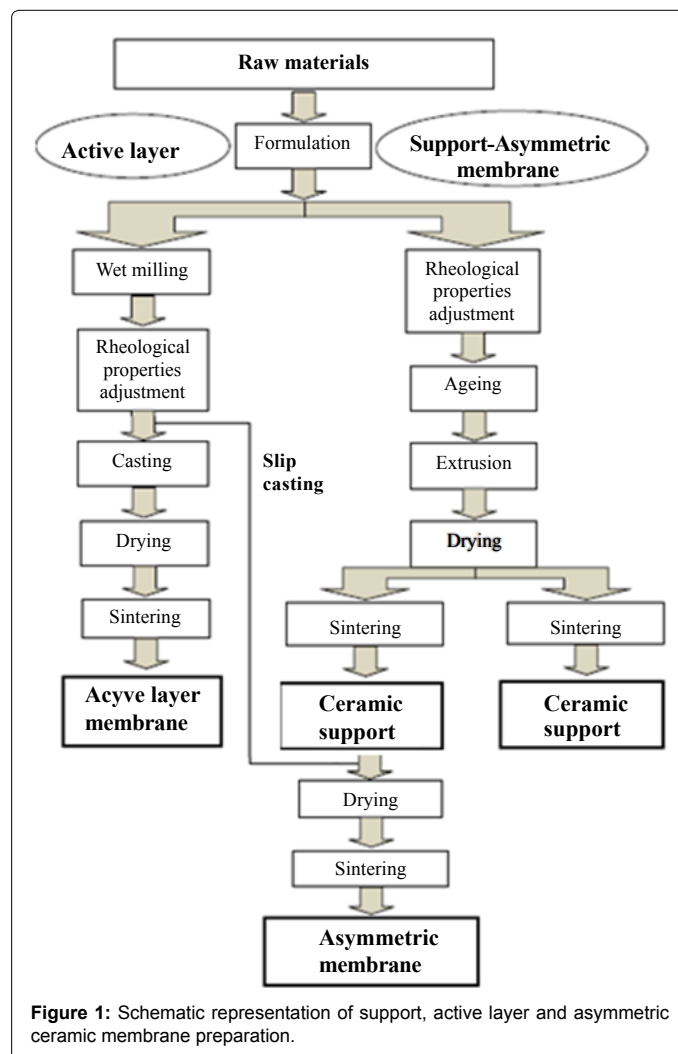 Raw materials
Active layer
Formulation
Support-Asymmetric
membrane
Wet milling
Rheological
properties
adjustment
Casting
Drying
Sintering
Acyve layer
membrane
Slip
casting
Rheological
properties
adjustment
Ageing
Extrusion
Drying
Sintering
Sintering
Ceramic
support
Ceramic
support
Drying
Sintering
Asymmetric
membrane
Figure 1: Schematic representation of support, active layer and asymmetric
ceramic membrane preparation.